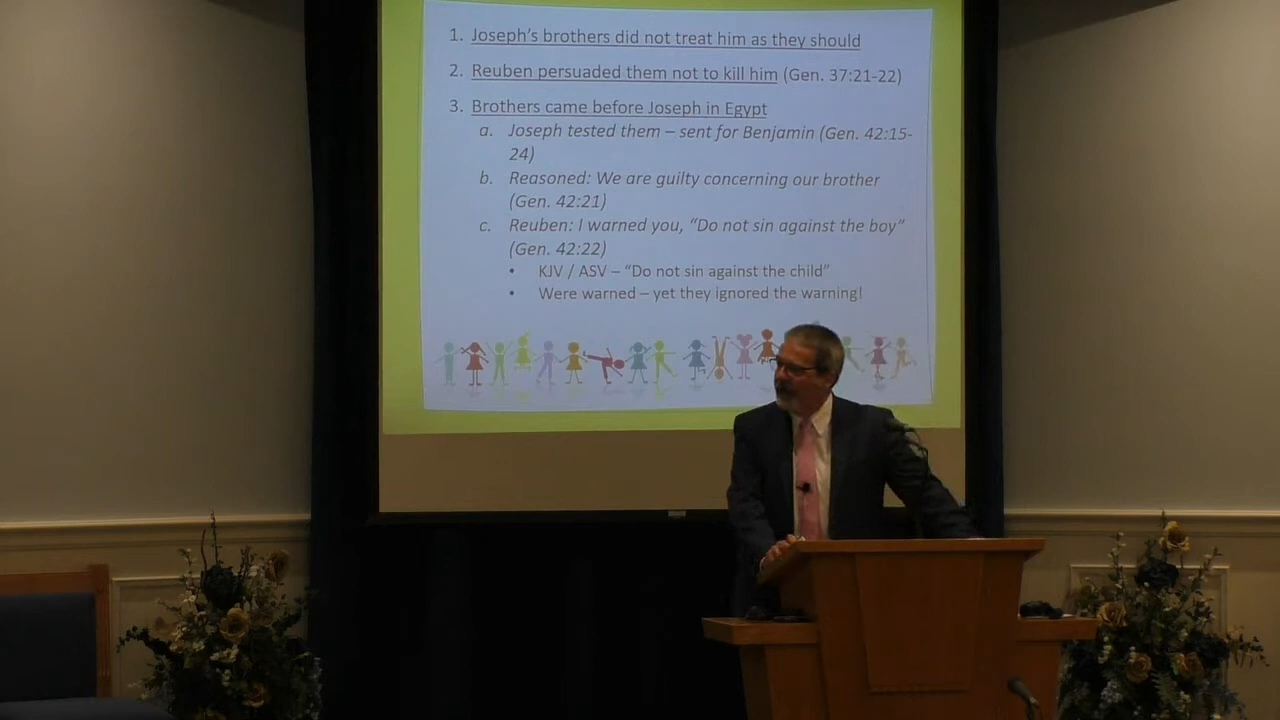 1. Joseph's brothers did not treat him as they should
2. Reuben persuaded them not to kill him (Gen. 37:21-22)
3. Brothers came before Joseph in Egypt
a. Joseph tested them – sent for Benjamin (Gen. 42:15-
24)
b. Reasoned: We are guilty concerning our brother
(Gen. 42:21)
c. Reuben: I warned you, "Do not sin against the boy"
(Gen. 42:22)
• KJV / ASV – "Do not sin against the child"
• Were warned – yet they ignored the warning!